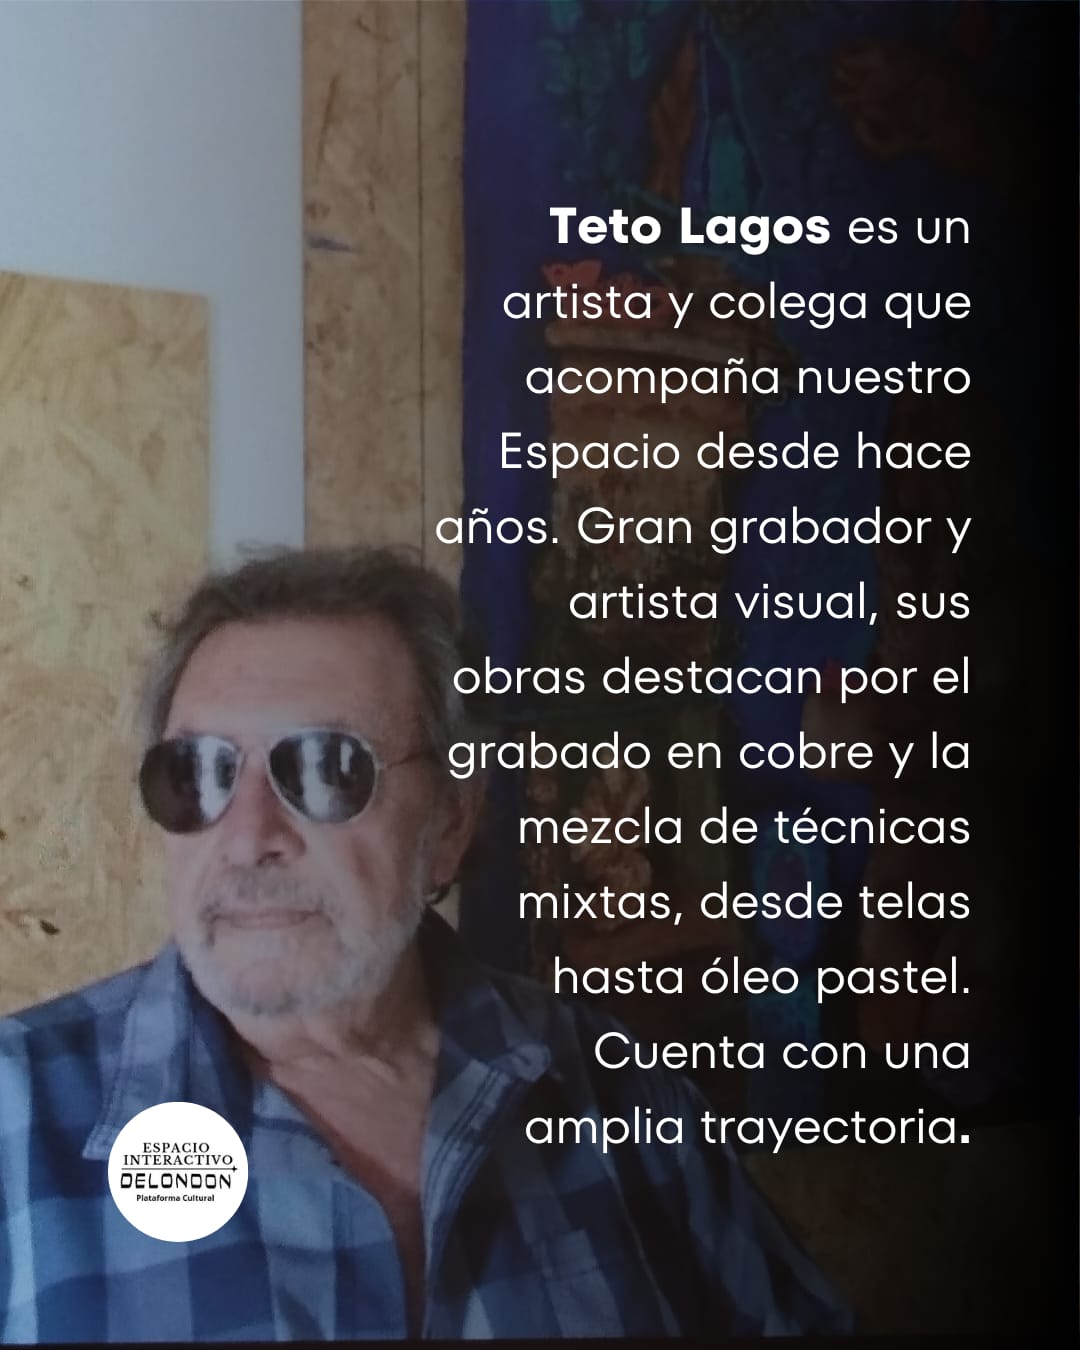 Teto Lagos es un
artista y colega que
acompaña nuestro
Espacio desde hace
años. Gran grabador y
artista visual, sus
obras destacan por el
grabado en cobre y la
mezcla de técnicas
mixtas, desde telas
hasta óleo pastel.
Cuenta con una
amplia trayectoria.
ESPACIO
INTERACTIVO
DELONDON
Plataforma Cultural